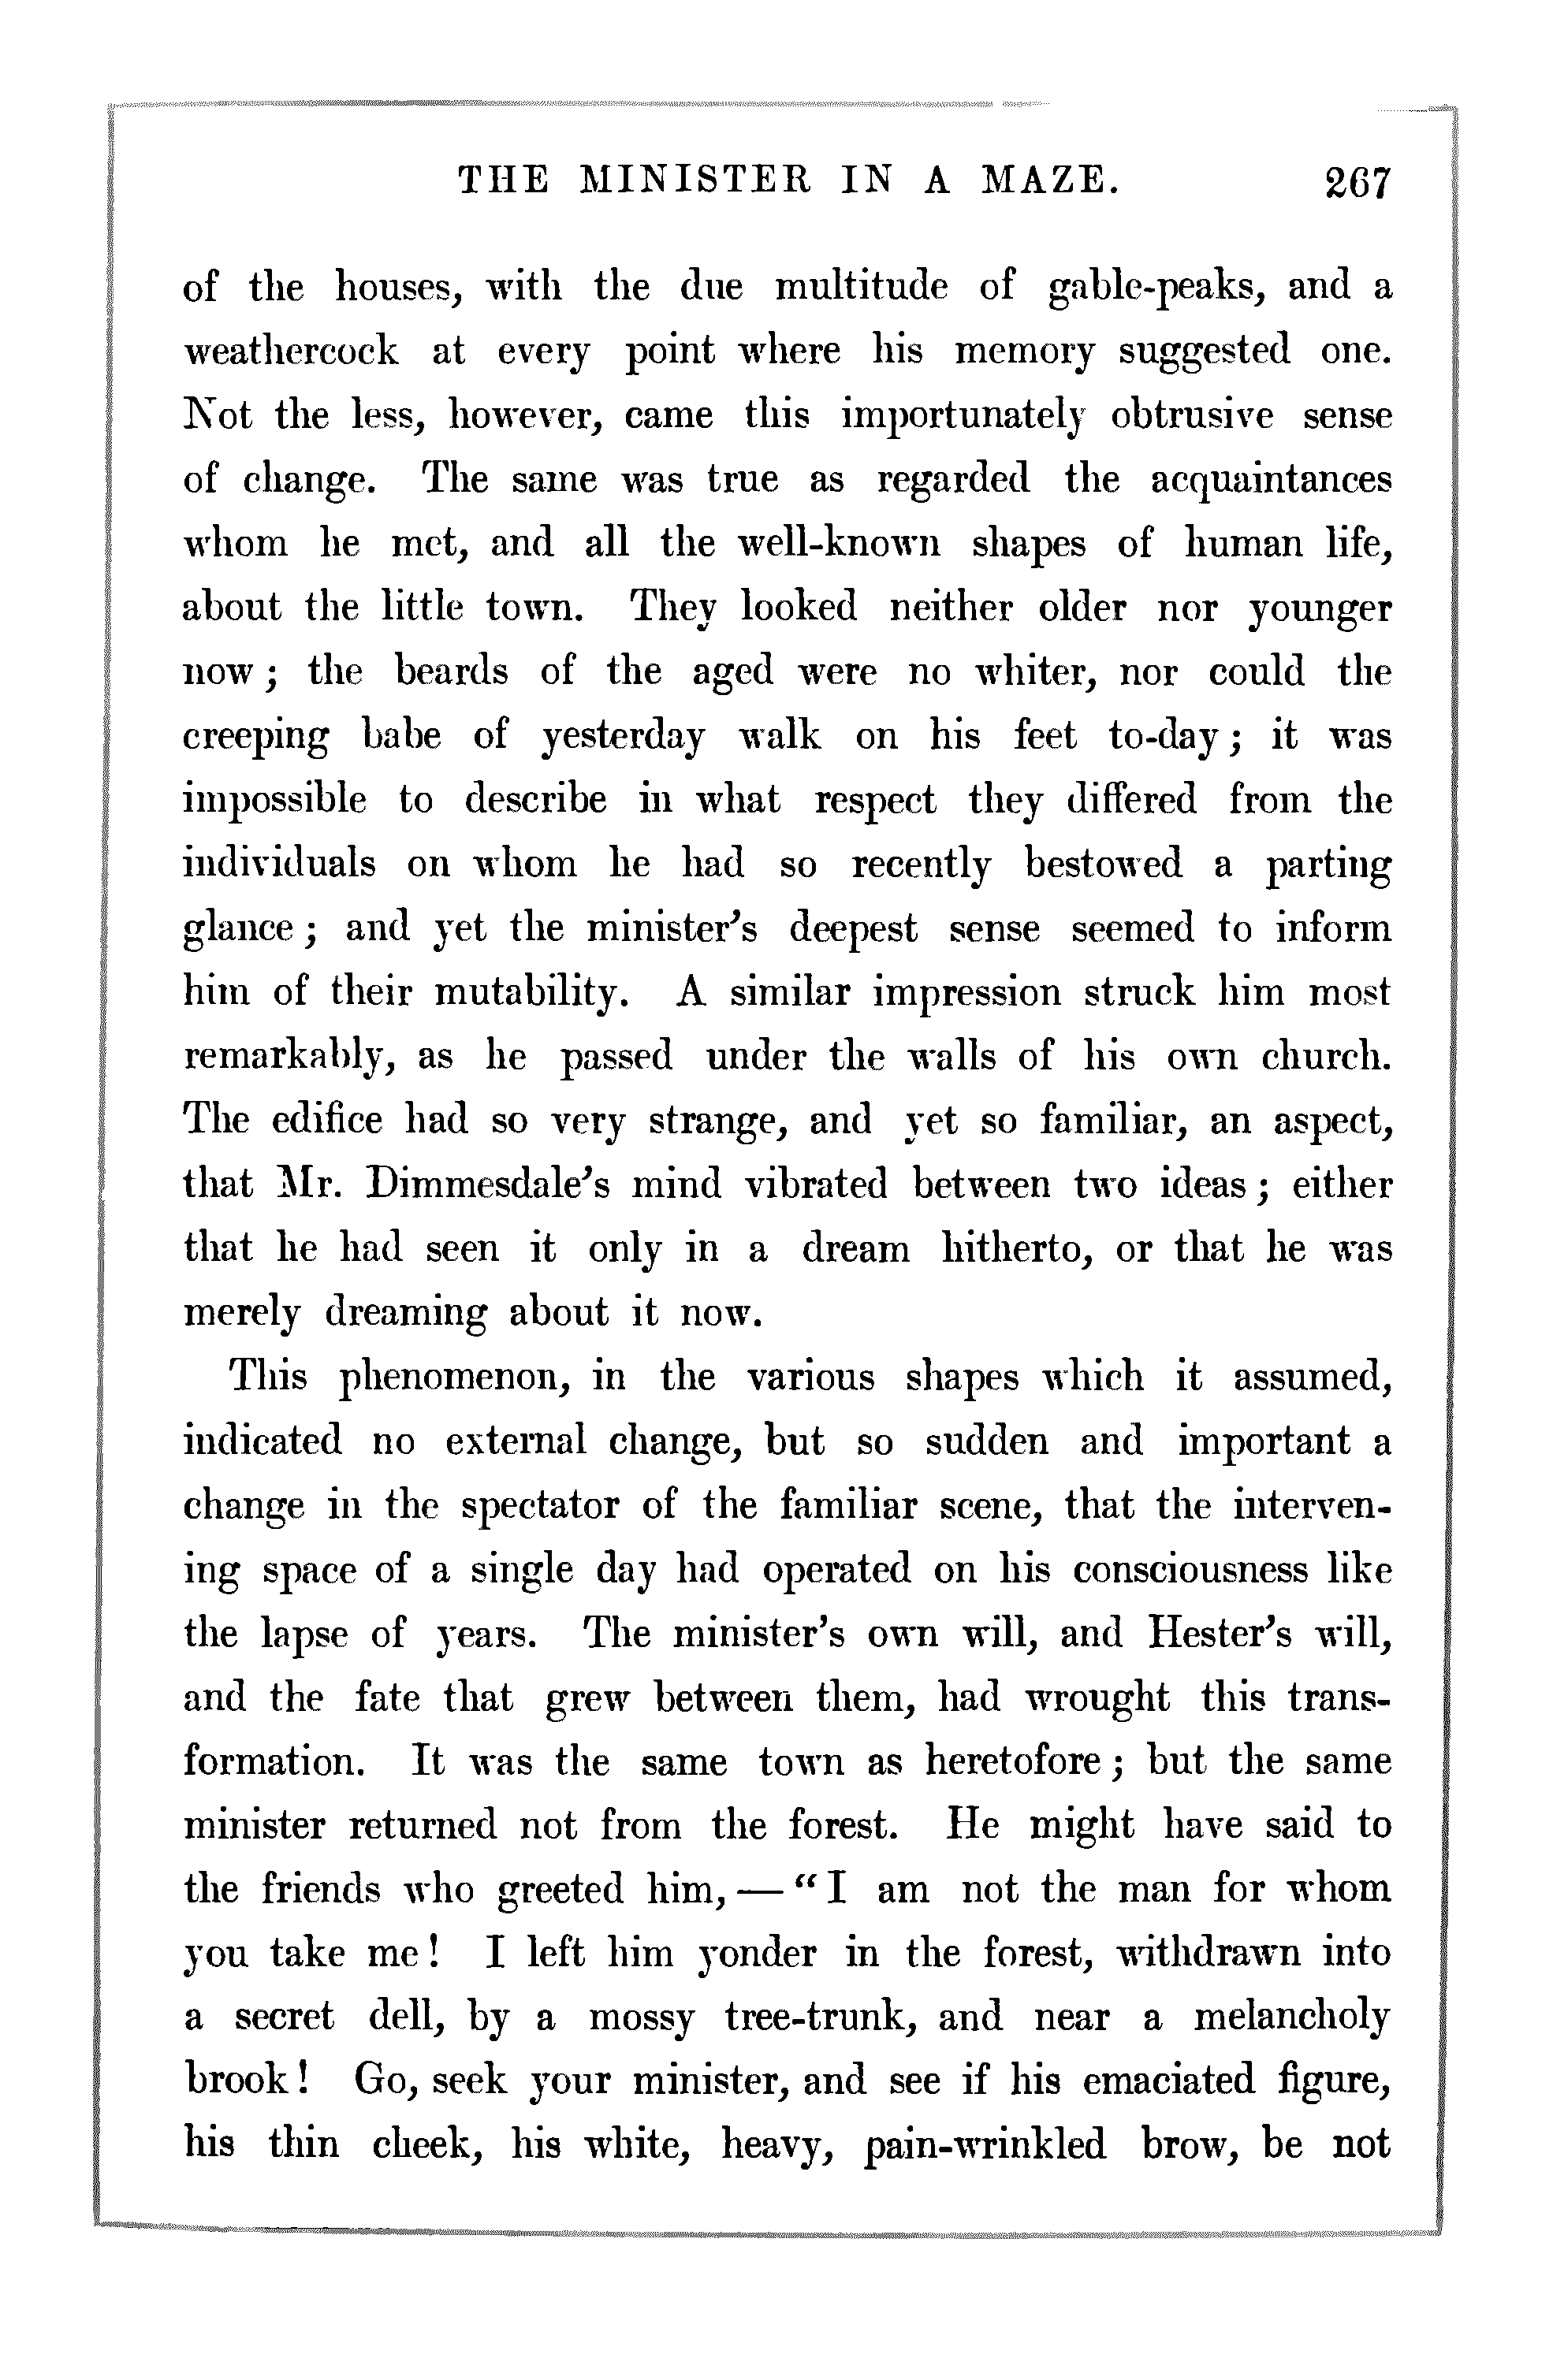 THE MINISTER IN A MAZE. 267
of the houses, with the due multitude of gable-peaks, and a
weathercock at every point where his memory suggested one.
Not the less, however, came this importunately obtrusive sense
of change. The same was true as regarded the acquaintances
whom he met, and all the well-known shapes of human life,
about the little town. They looked neither older nor younger
now; the beards of the aged were no whiter, nor could the
creeping babe of yesterday walk on his feet to-day; it was
impossible to describe in what respect they differed from the
individuals on whom he had so recently bestowed a parting
glance; and yet the minister's deepest sense seemed to inform
him of their mutability. A similar impression struck him most
remarkably, as he passed under the walls of his own church.
The edifice had so very strange, and yet so familiar, an aspect,
that Mr. Dimmesdale's mind vibrated between two ideas; either
that he had seen it only in a dream hitherto, or that he was
merely dreaming about it now.
This phenomenon, in the various shapes which it assumed,
indicated no external change, but so sudden and important a
change in the spectator of the familiar scene, that the interven-
ing space of a single day had operated on his consciousness like
the lapse of years. The minister's own will, and Hester's will,
and the fate that grew between them, had wrought this trans-
formation. It was the same town as heretofore; but the same
minister returned not from the forest. He might have said to
the friends who greeted him, — "I am not the man for whom
you take me! I left him yonder in the forest, withdrawn into
a secret dell, by a mossy tree-trunk, and near a melancholy
brook! Go, seek your minister, and see if his emaciated figure,
his thin cheek, his white, heavy, pain-wrinkled brow, be not